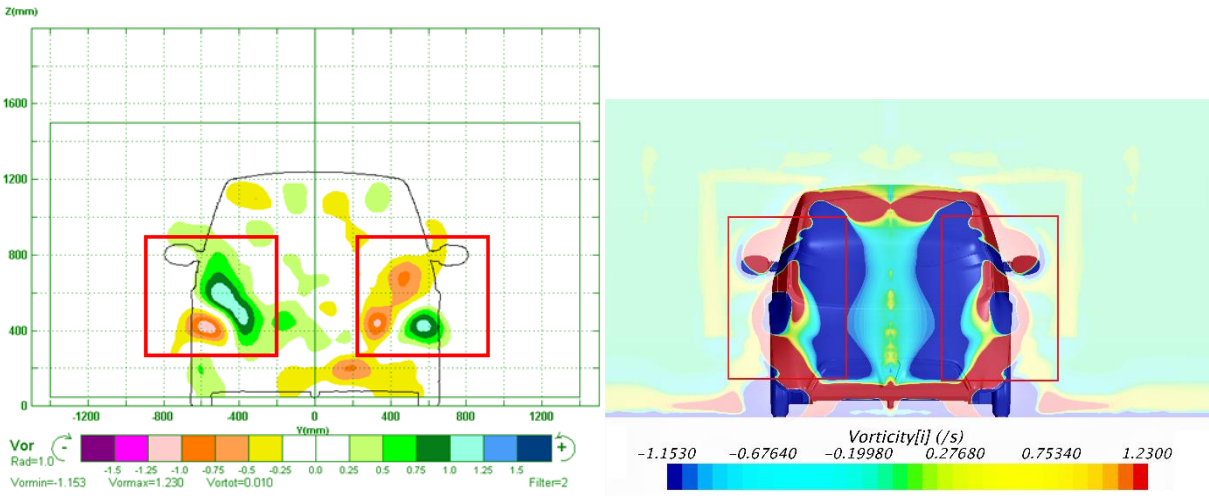 Z(mm)
1600
1200
800
400
0
-1200 -800 -400 0 400 800 1200
Y(mm)
Vor (-) (+)
Rad=1.0 -1.5 -1.25 -1.0 -0.75 -0.5 -0.25 0.0 0.25 0.5 0.75 1.0 1.25 1.5
Vormin=-1.153 Vormax=1.230 Vortot=0.010 Filter=2
Vorticity[i] (/s)
-1.1530 -0.67640 -0.19980 0.27680 0.75340 1.2300